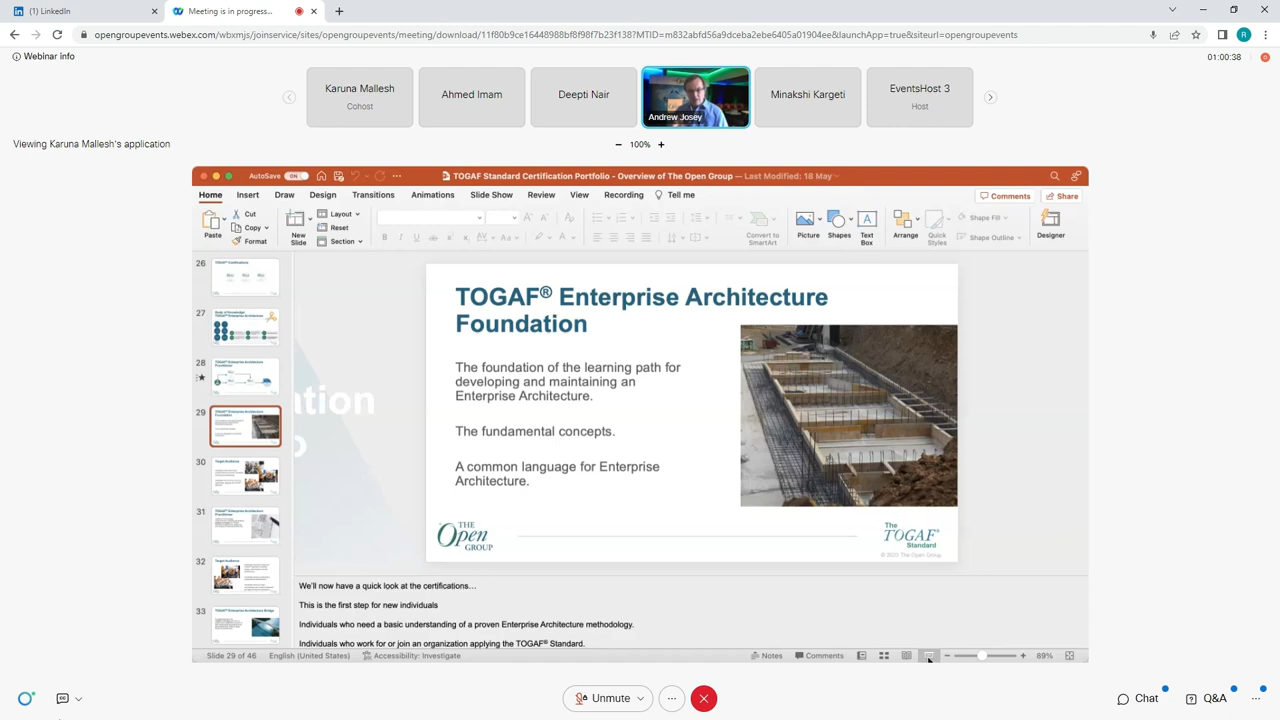 (1) LinkedIn
Meeting is in progress...
opengroupevents.webex.com/wbxmjs/joinservice/sites/opengroupevents/meeting/download/11f80b9ce16448988bf8f98f7b23f138?MTID=m832abfd56a9dceba2ebe6405a01904ee&launchApp=true&siteurl=opengroupevents
R
Webinar info
01:00:38
Karuna Mallesh
Cohost
Ahmed Imam
Deepti Nair
Andrew Josey
Minakshi Kargeti
EventsHost 3
Host
Viewing Karuna Mallesh's application
100%
AutoSave ON
TOGAF Standard Certification Portfolio - Overview of The Open Group — Last Modified: 18 May
Home Insert Draw Design Transitions Animations Slide Show Review View Recording Tell me
Comments Share
Paste
Cut
Copy
Format
New Slide
Layout
Reset
Section
Convert to SmartArt
Picture
Shapes
Text Box
Arrange
Quick Styles
Shape Fill
Shape Outline
Designer
26
27
28
29
30
31
32
33
TOGAF® Enterprise Architecture
Foundation
The foundation of the learning path for
developing and maintaining an
Enterprise Architecture.
The fundamental concepts.
A common language for Enterprise
Architecture.
THE
Open
GROUP
The
TOGAF®
Standard
We'll now have a quick look at the certifications…
This is the first step for new individuals
Individuals who need a basic understanding of a proven Enterprise Architecture methodology.
Individuals who work for or join an organization applying the TOGAF® Standard.
Slide 29 of 46 English (United States) Accessibility: Investigate
Notes Comments 89%
Unmute
Chat
Q&A